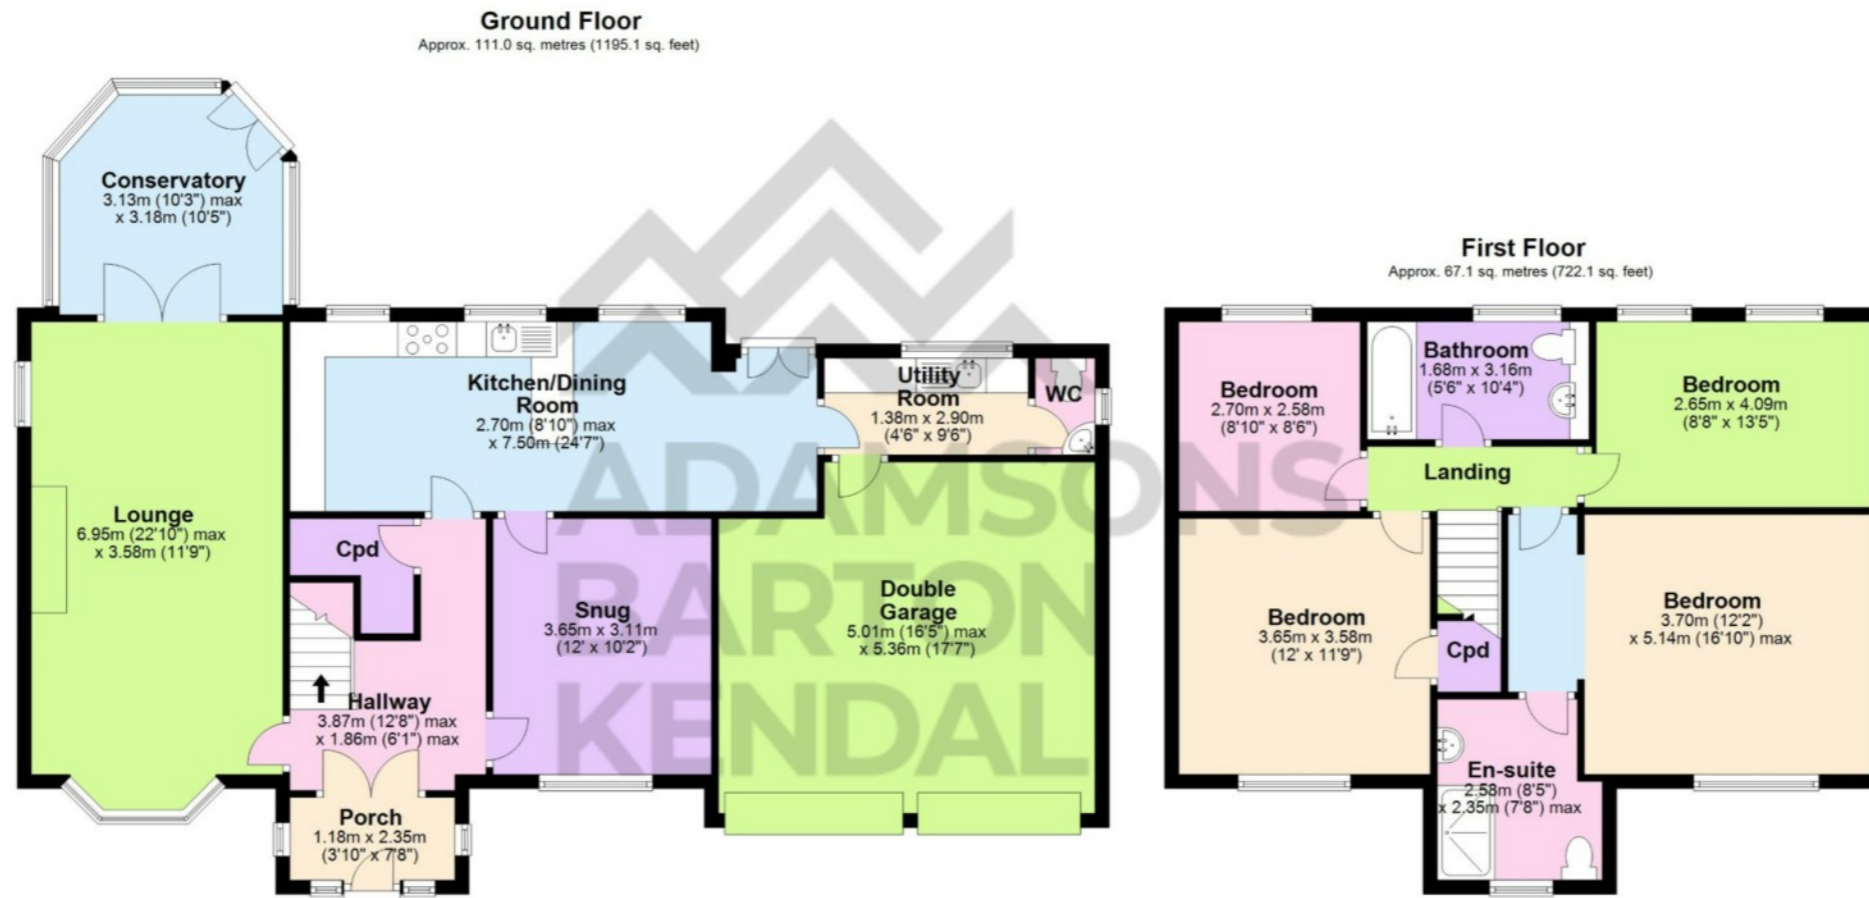 Ground Floor
Approx. 111.0 sq. metres (1195.1 sq. feet)
Conservatory
3.13m (10'3") max
x 3.18m (10'5")
Kitchen/Dining
Room
2.70m (8'10") max
x 7.50m (24'7")
Utility
Room
1.38m x 2.90m
(4'6" x 9'6")
WC
Lounge
6.95m (22'10") max
x 3.58m (11'9")
Cpd
Snug
3.65m x 3.11m
(12' x 10'2")
Double
Garage
5.01m (16'5") max
x 5.36m (17'7")
Hallway
3.87m (12'8") max
x 1.86m (6'1") max
Porch
1.18m x 2.35m
(3'10" x 7'8")
First Floor
Approx. 67.1 sq. metres (722.1 sq. feet)
Bedroom
2.70m x 2.58m
(8'10" x 8'6")
Bathroom
1.68m x 3.16m
(5'6" x 10'4")
Bedroom
2.65m x 4.09m
(8'8" x 13'5")
Landing
Bedroom
3.65m x 3.58m
(12' x 11'9")
Cpd
Bedroom
3.70m (12'2")
x 5.14m (16'10") max
En-suite
2.58m (8'5")
x 2.35m (7'8") max
ADAMSONS
BARTON
KENDAL